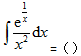 ∫ e^(1/x) / x² dx = ( )